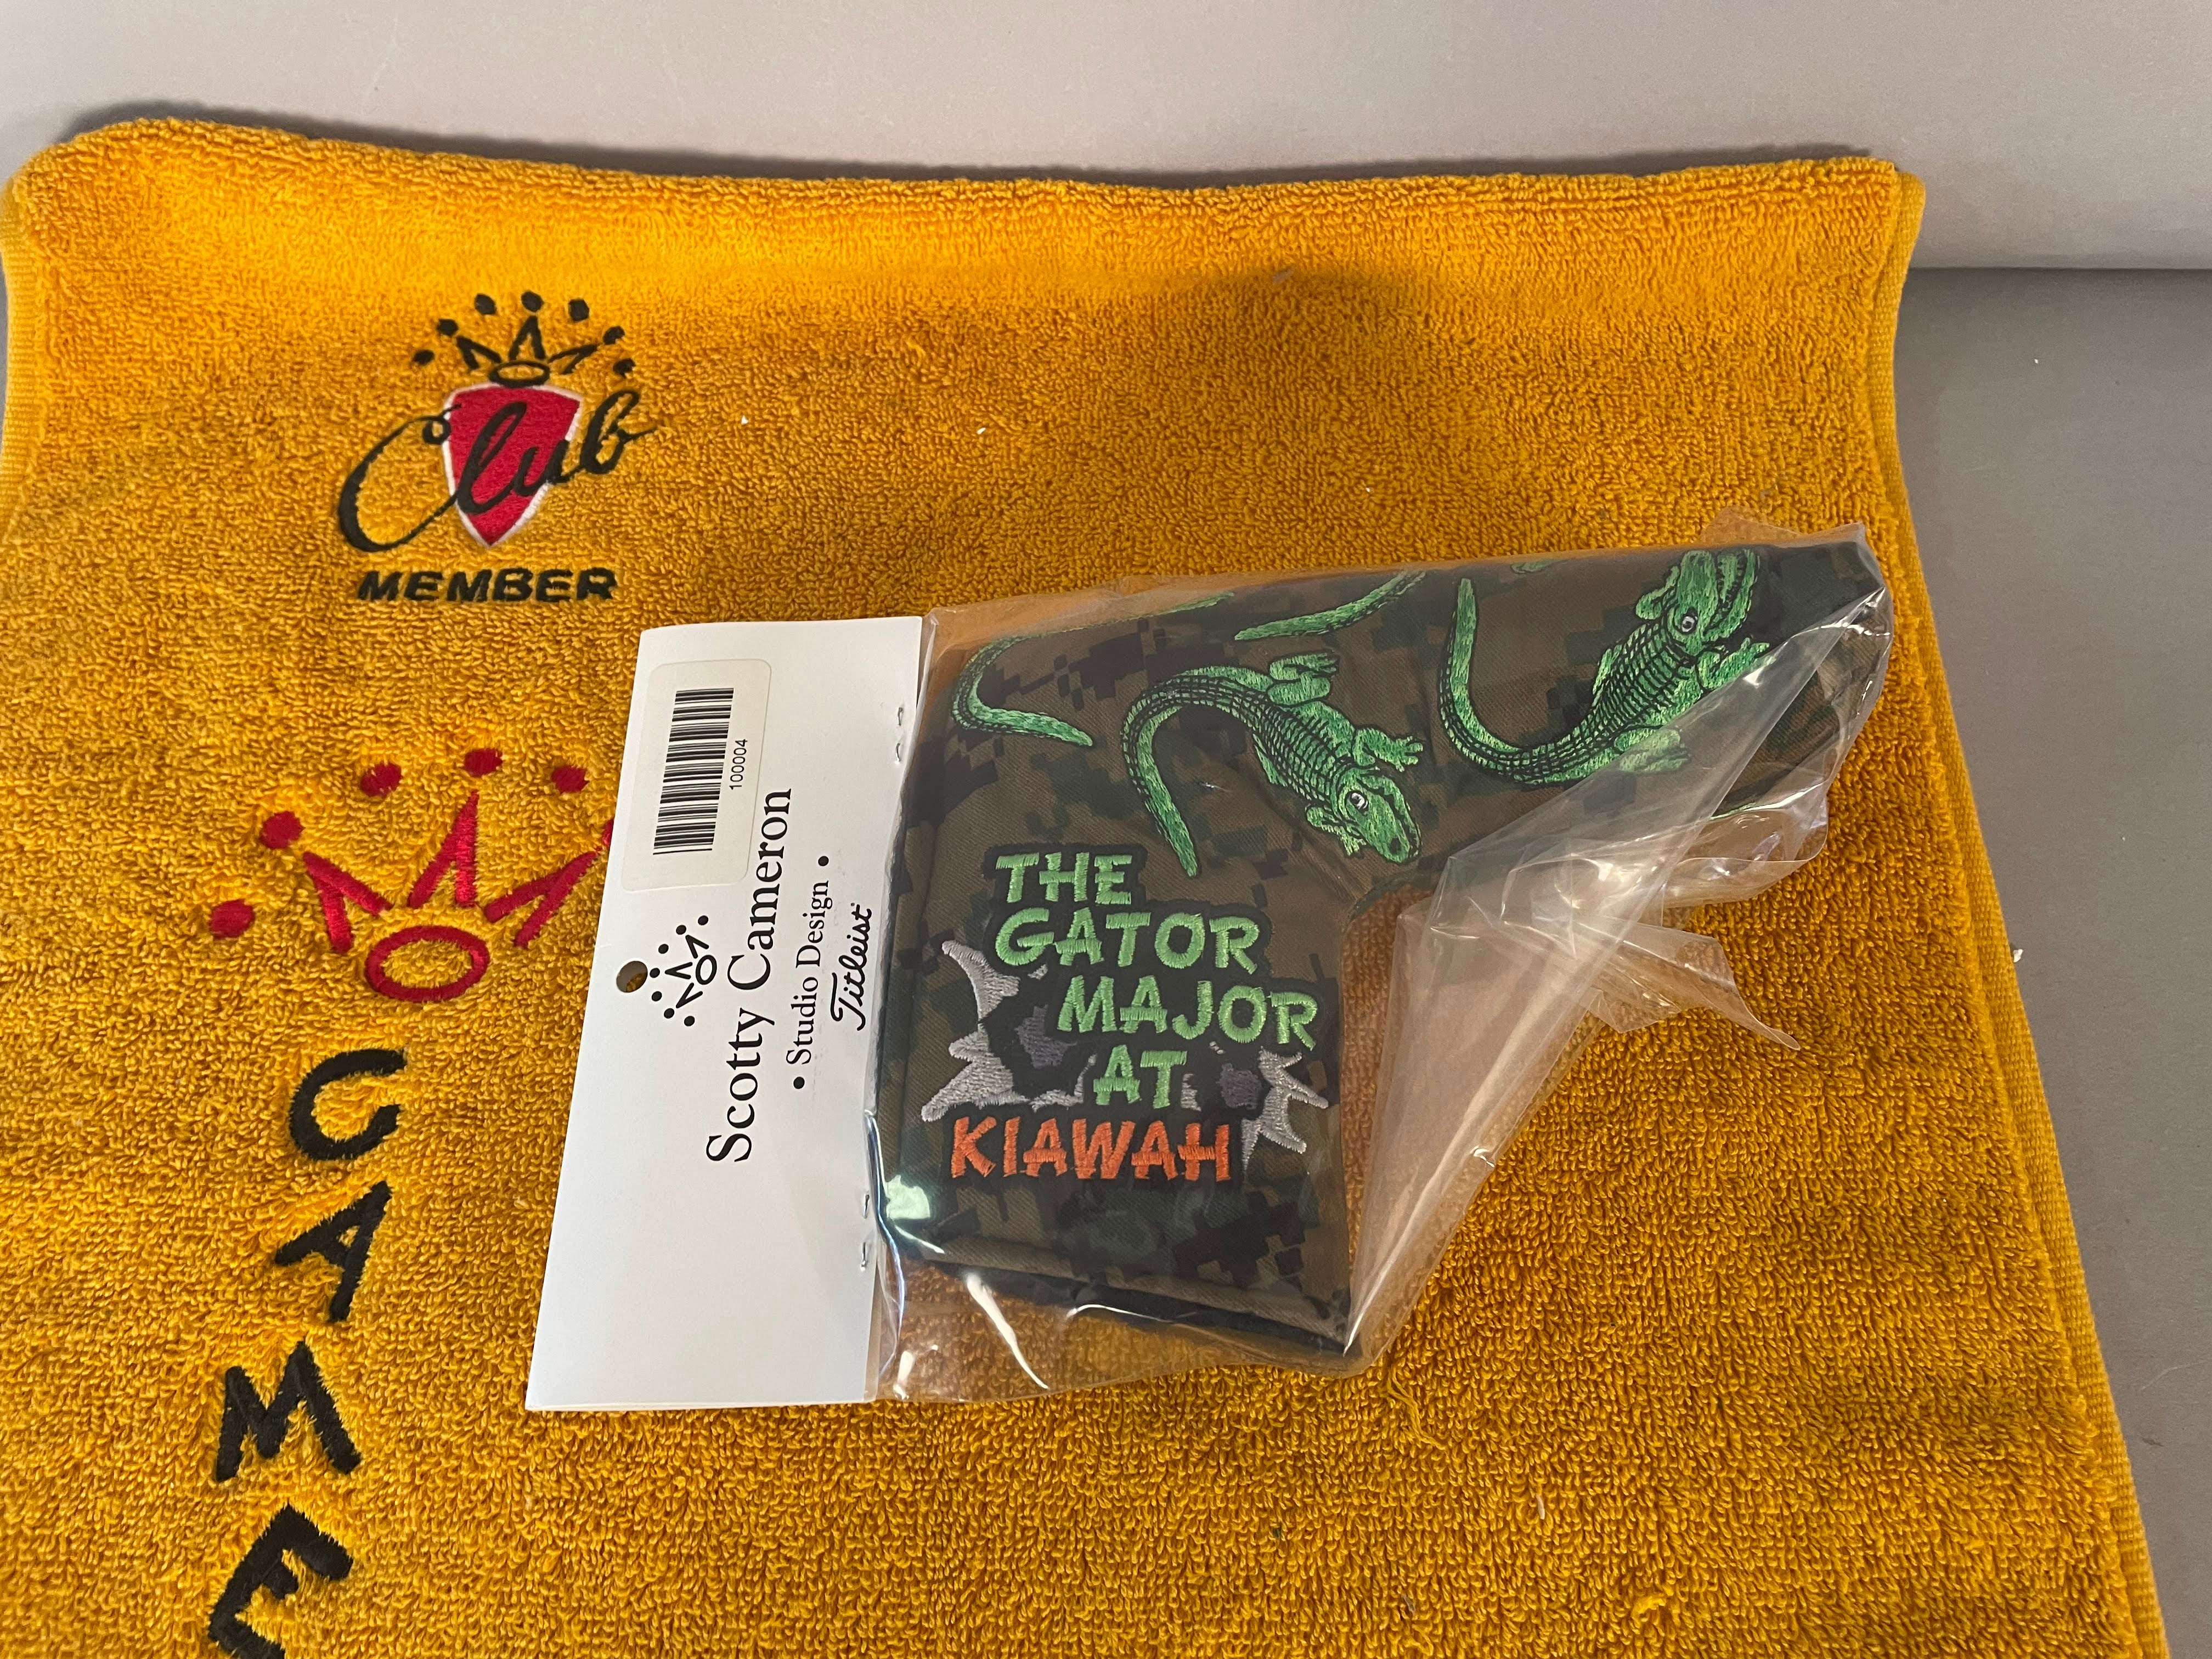 Club
MEMBER
CAME
100004
Scotty Cameron
• Studio Design •
Titleist
THE
GATOR
MAJOR
AT
KIAWAH